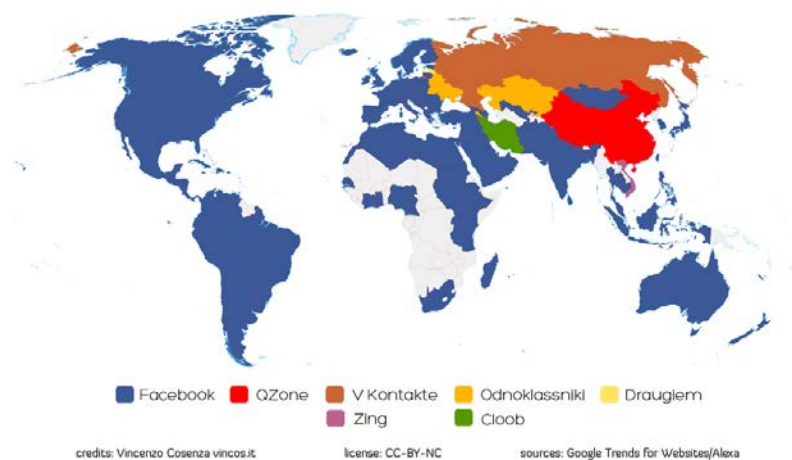 Facebook QZone V Kontakte Odnoklassniki Draugiem
Zing Cloob
credits: Vincenzo Cosenza vincos.it license: CC-BY-NC sources: Google Trends for Websites/Alexa